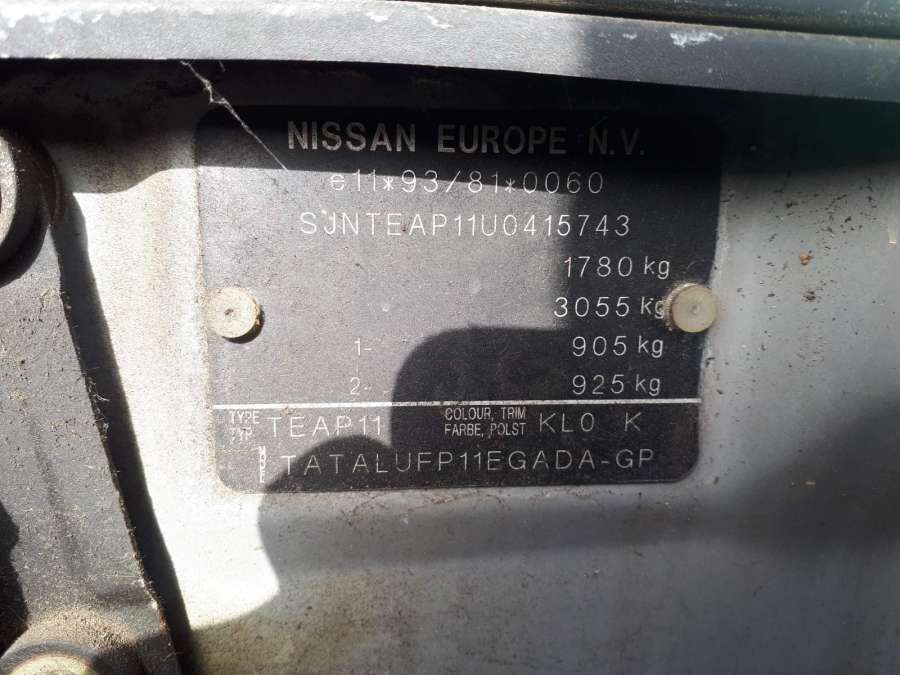 NISSAN EUROPE N.V.
e11*93/81*0060
SJNTEAP11U0415743
1780 kg
3055 kg
1- 905 kg
2- 925 kg
TYPE TYP TEAP11 COLOUR, TRIM FARBE, POLST KL0 K
MODEL TATALUFP11EGADA-GP